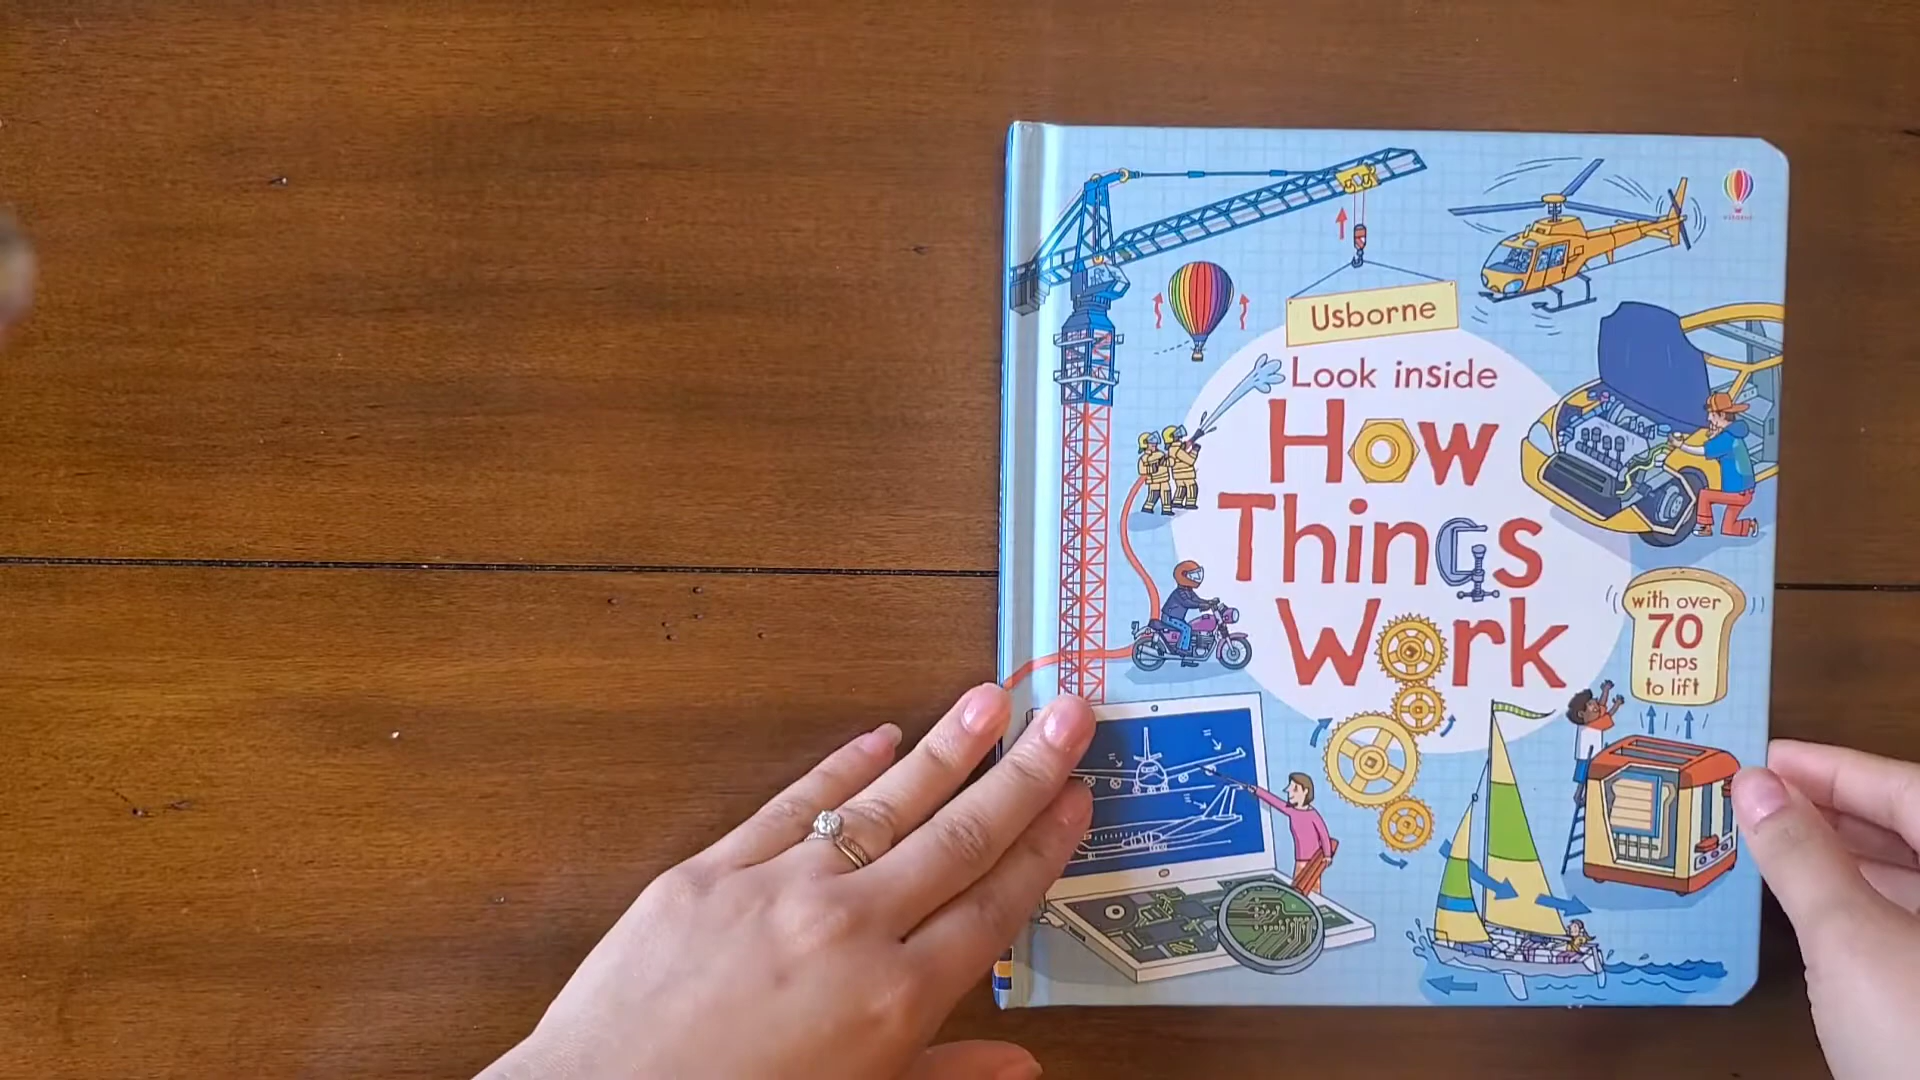 Usborne
Look inside
How
Things
Work
with over
70
flaps
to lift